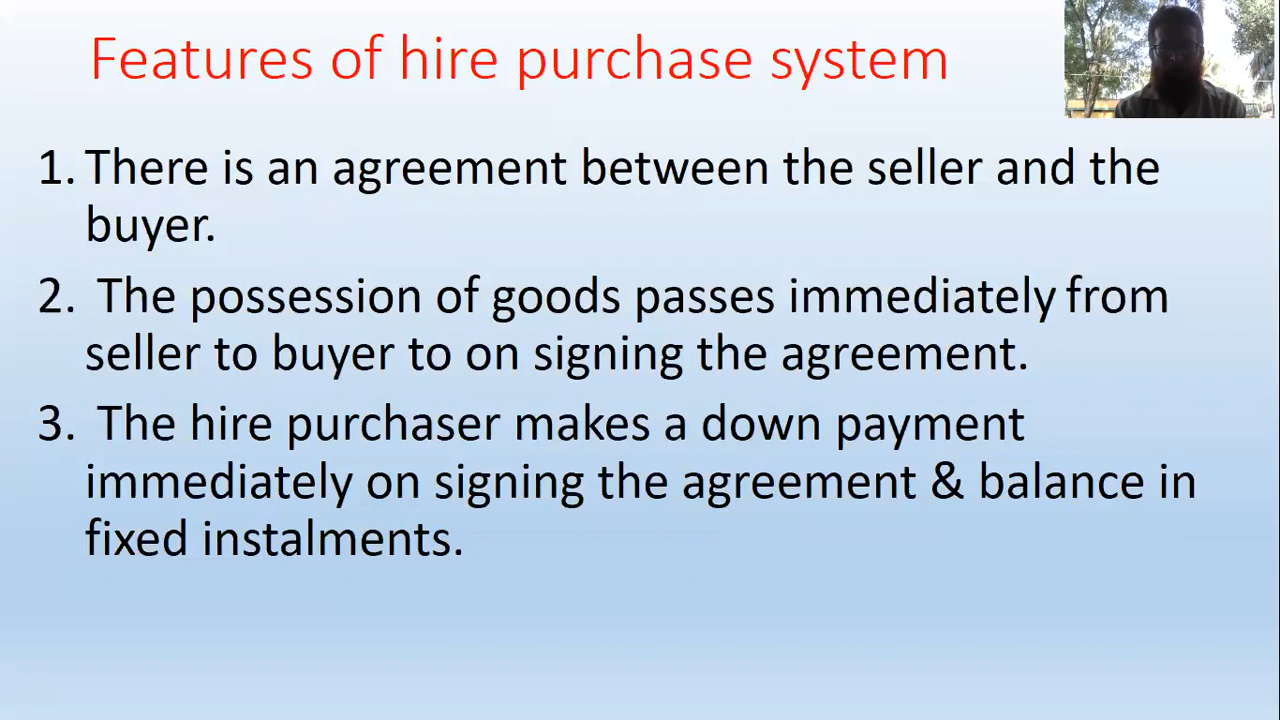 Features of hire purchase system
1. There is an agreement between the seller and the
buyer.
2. The possession of goods passes immediately from
seller to buyer to on signing the agreement.
3. The hire purchaser makes a down payment
immediately on signing the agreement & balance in
fixed instalments.